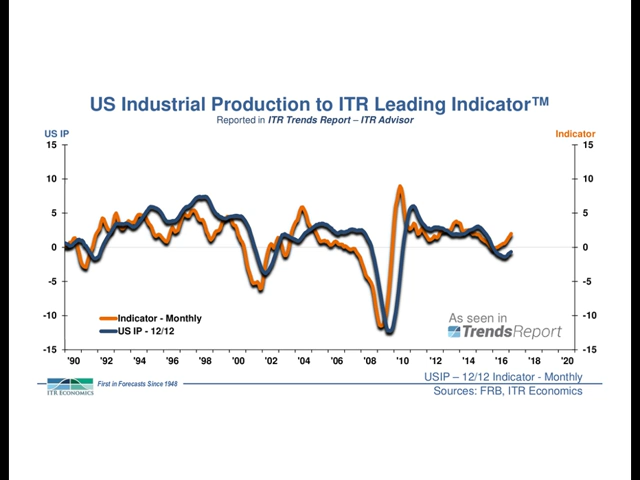 US Industrial Production to ITR Leading Indicator™
Reported in ITR Trends Report – ITR Advisor
US IP
Indicator
15 15
10 10
5 5
0 0
-5 -5
-10 -10
-15 -15
Indicator - Monthly
US IP - 12/12
As seen in
TrendsReport
'90 '92 '94 '96 '98 '00 '02 '04 '06 '08 '10 '12 '14 '16 '18 '20
ITR ECONOMICS
First in Forecasts Since 1948
USIP – 12/12 Indicator - Monthly
Sources: FRB, ITR Economics